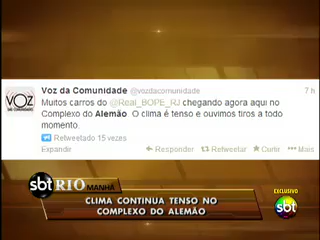 Voz da Comunidade @vozdacomunidade 7 h
VOZ
DAS COMUNIDADES
Muitos carros do @Real_BOPE_RJ chegando agora aqui no
Complexo do Alemão O clima é tenso e ouvimos tiros a todo
momento.
Retweetado 15 vezes
Expandir Responder Retweetar Curtir Mais
sbt RIO
MANHÃ
CLIMA CONTINUA TENSO NO
COMPLEXO DO ALEMÃO
EXCLUSIVO
sbt